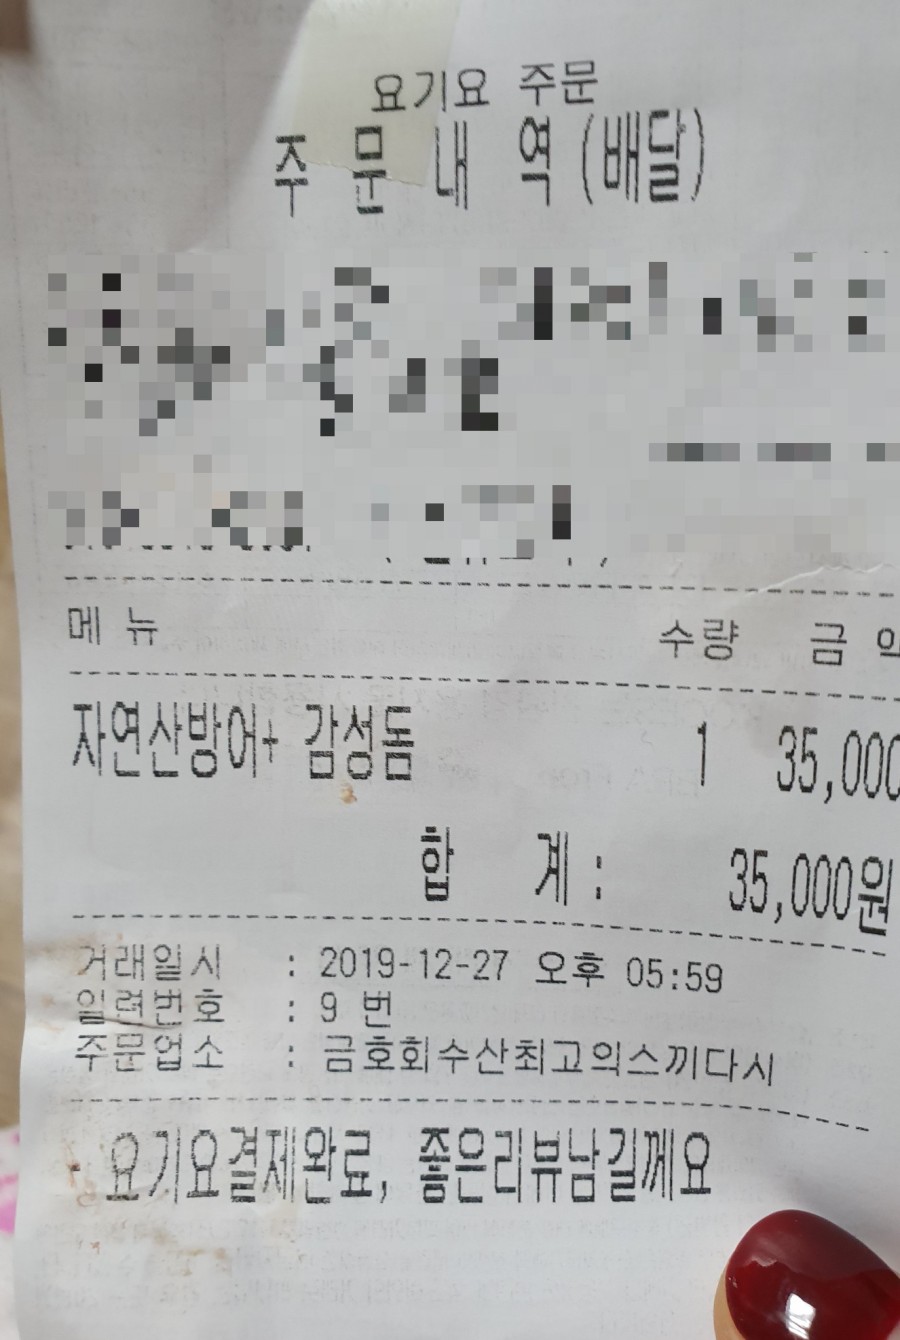 요기요 주문
주 문 내 역 (배달)
메 뉴 수량 금
자연산방어+ 감성돔 1 35,000
합 계 : 35,000원
거래일시 : 2019-12-27 오후 05:59
일련번호 : 9 번
주문업소 : 금호회수산최고의스끼다시
요기요결제완료, 좋은리뷰남길께요